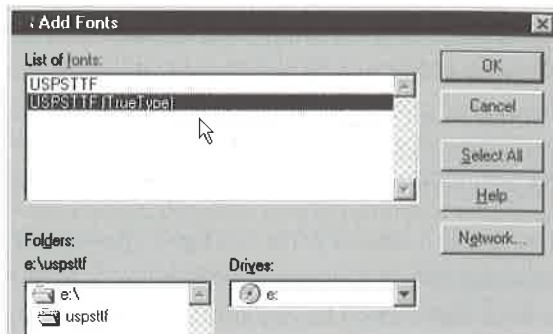 Add Fonts
List of fonts:
USPSTTF
USPSTTF (TrueType)
OK
Cancel
Select All
Help
Network...
Folders:
e:\uspsttf
e:\
uspsttf
Drives:
e: